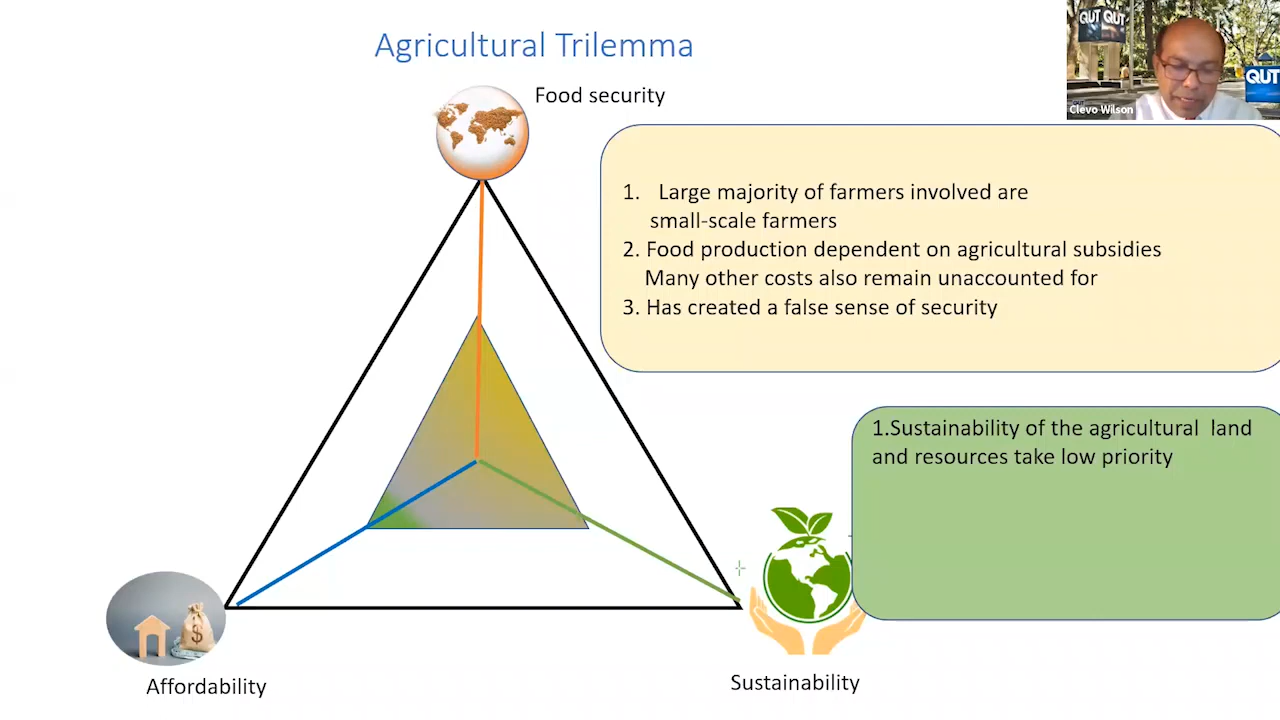 Agricultural Trilemma
QUT QUT
QUT
Clevo Wilson
Food security
1. Large majority of farmers involved are
small-scale farmers
2. Food production dependent on agricultural subsidies
Many other costs also remain unaccounted for
3. Has created a false sense of security
1.Sustainability of the agricultural land
and resources take low priority
$
Affordability
Sustainability